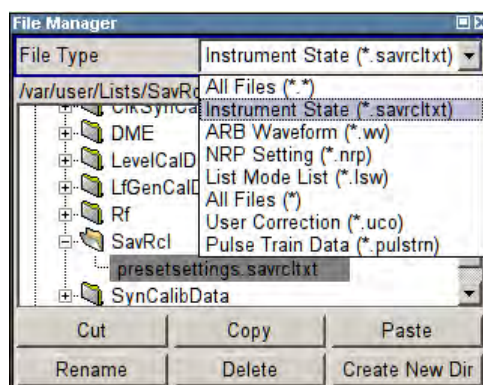 File Manager
File Type
Instrument State (*.savrcltxt)
/var/user/Lists/SavRc
All Files (*.*)
Instrument State (*.savrcltxt)
ARB Waveform (*.wv)
NRP Setting (*.nrp)
List Mode List (*.lsw)
All Files (*)
User Correction (*.uco)
Pulse Train Data (*.pulstrn)
ClkSynCa
DME
LevelCalD
LfGenCalD
Rf
SavRcl
presetsettings.savrcltxt
SynCalibData
Cut Copy Paste
Rename Delete Create New Dir